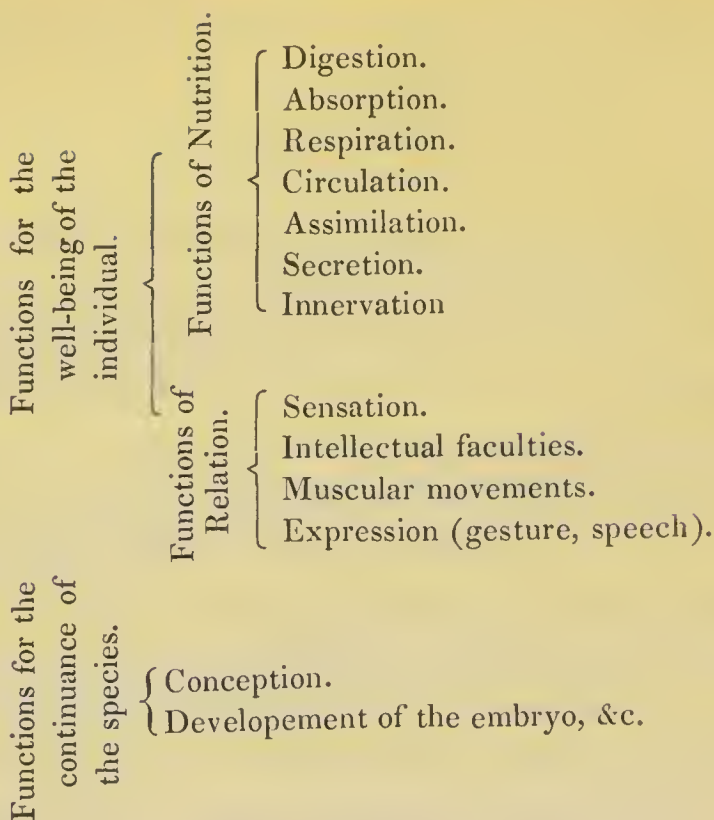 Functions for the
well-being of the
individual.
Functions of Nutrition.
Digestion.
Absorption.
Respiration.
Circulation.
Assimilation.
Secretion.
Innervation
Functions of
Relation.
Sensation.
Intellectual faculties.
Muscular movements.
Expression (gesture, speech).
Functions for the
continuance of
the species.
Conception.
Developement of the embryo, &c.